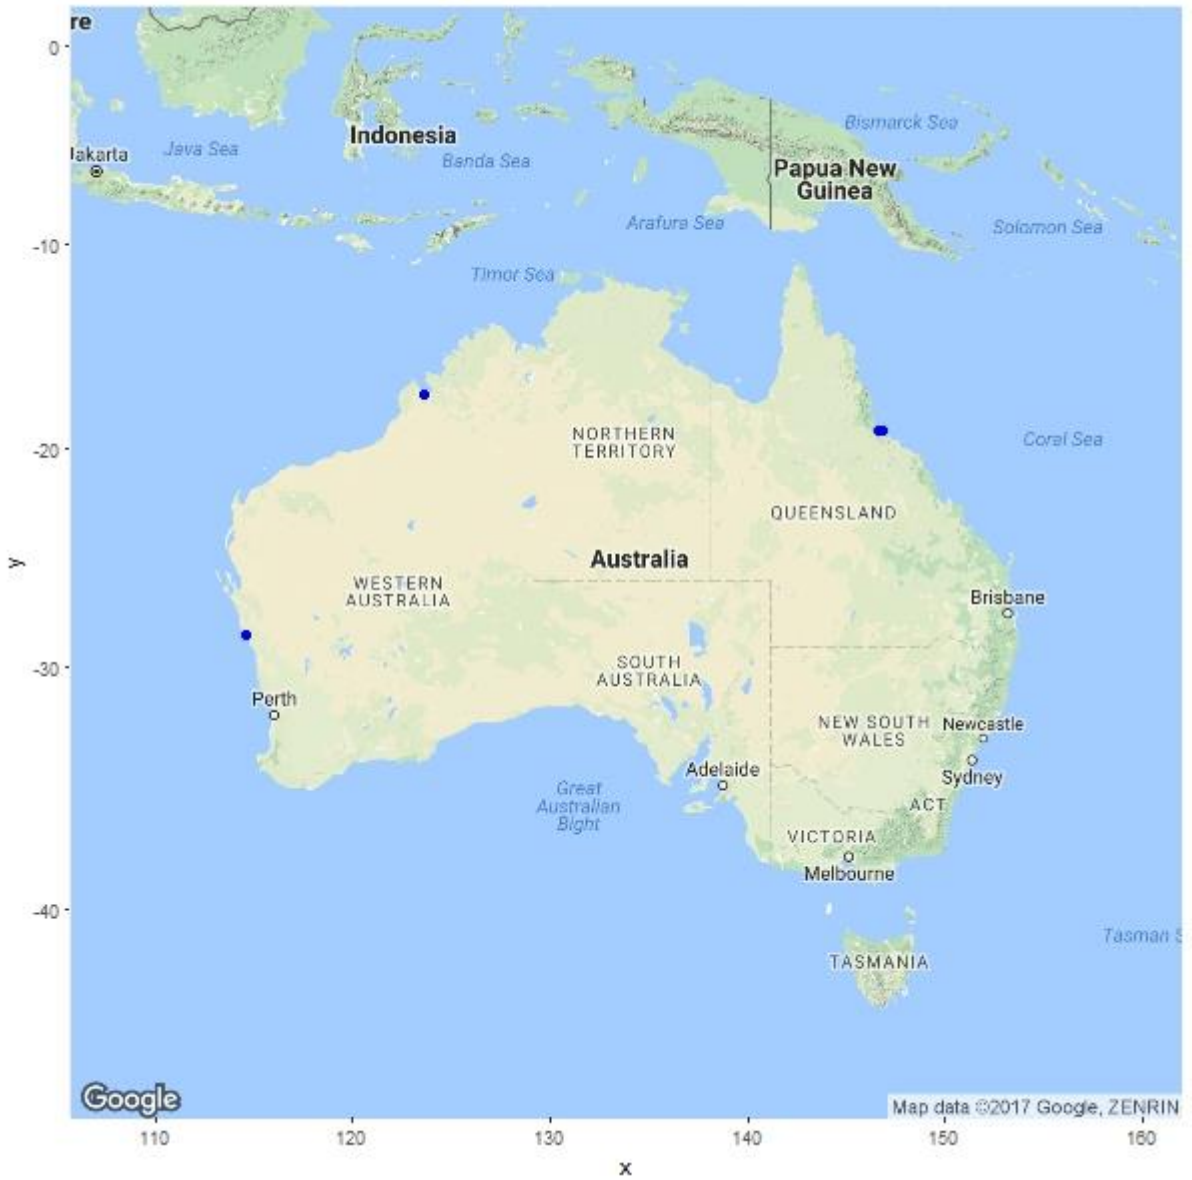 re
0
Indonesia
Bismarck Sea
Java Sea
Jakarta
Banda Sea
Papua New
Guinea
Arafura Sea
Solomon Sea
-10
Timor Sea
NORTHERN
TERRITORY
Coral Sea
-20
QUEENSLAND
Australia
y
WESTERN
AUSTRALIA
Brisbane
SOUTH
AUSTRALIA
-30
Perth
NEW SOUTH
WALES
Newcastle
Adelaide
Sydney
Great
Australian
Bight
ACT
VICTORIA
Melbourne
-40
Tasman S
TASMANIA
Google
Map data ©2017 Google, ZENRIN
110
120
130
140
150
160
x